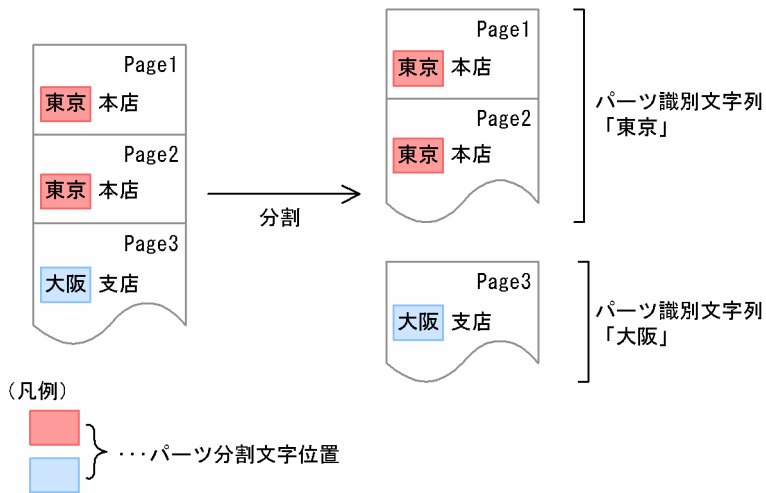 Page1
東京 本店
Page2
東京 本店
Page3
大阪 支店
分割
Page1
東京 本店
Page2
東京 本店
パーツ識別文字列
「東京」
Page3
大阪 支店
パーツ識別文字列
「大阪」
(凡例)
･･･パーツ分割文字位置